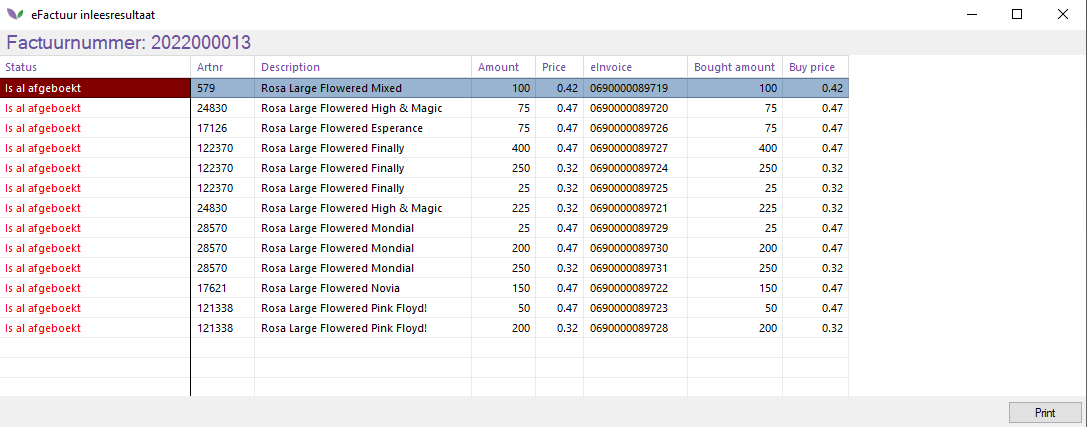 eFactuur inleesresultaat
Factuurnummer: 2022000013
Status Artnr Description Amount Price eInvoice Bought amount Buy price
Is al afgeboekt 579 Rosa Large Flowered Mixed 100 0.42 0690000089719 100 0.42
Is al afgeboekt 24830 Rosa Large Flowered High & Magic 75 0.47 0690000089720 75 0.47
Is al afgeboekt 17126 Rosa Large Flowered Esperance 75 0.47 0690000089726 75 0.47
Is al afgeboekt 122370 Rosa Large Flowered Finally 400 0.47 0690000089727 400 0.47
Is al afgeboekt 122370 Rosa Large Flowered Finally 250 0.32 0690000089724 250 0.32
Is al afgeboekt 122370 Rosa Large Flowered Finally 25 0.32 0690000089725 25 0.32
Is al afgeboekt 24830 Rosa Large Flowered High & Magic 225 0.32 0690000089721 225 0.32
Is al afgeboekt 28570 Rosa Large Flowered Mondial 25 0.47 0690000089729 25 0.47
Is al afgeboekt 28570 Rosa Large Flowered Mondial 200 0.47 0690000089730 200 0.47
Is al afgeboekt 28570 Rosa Large Flowered Mondial 250 0.32 0690000089731 250 0.32
Is al afgeboekt 17621 Rosa Large Flowered Novia 150 0.47 0690000089722 150 0.47
Is al afgeboekt 121338 Rosa Large Flowered Pink Floyd! 50 0.47 0690000089723 50 0.47
Is al afgeboekt 121338 Rosa Large Flowered Pink Floyd! 200 0.32 0690000089728 200 0.32
Print